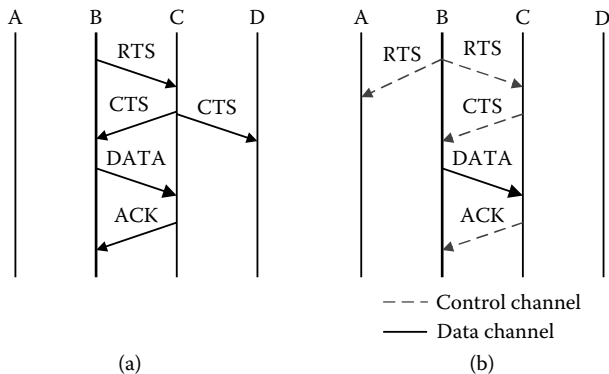 A B C D
RTS
CTS
CTS
DATA
ACK
(a)
A B C D
RTS
RTS
CTS
DATA
ACK
Control channel
Data channel
(b)